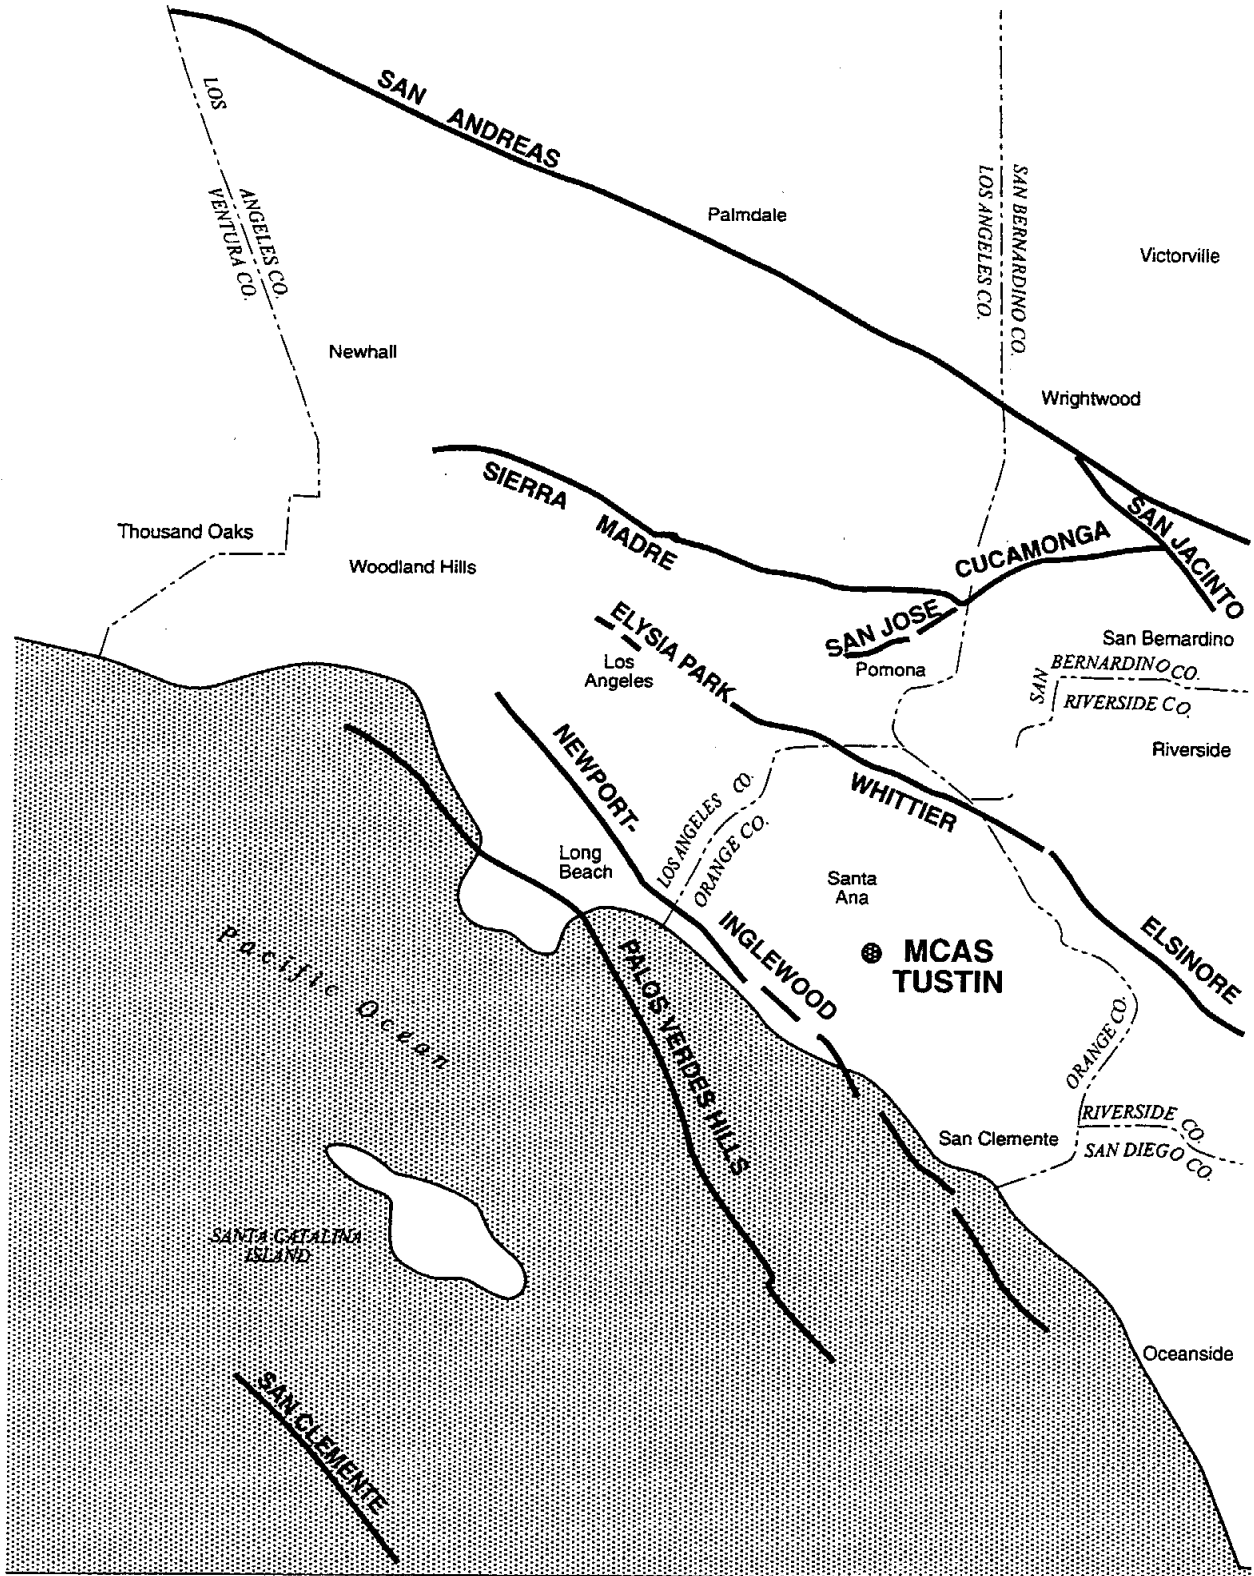 SAN ANDREAS
LOS ANGELES CO.
VENTURA CO.
SAN BERNARDINO CO.
LOS ANGELES CO.
Palmdale
Victorville
Newhall
Wrightwood
SIERRA MADRE
SAN JACINTO
CUCAMONGA
Thousand Oaks
Woodland Hills
SAN JOSE
ELYSIA PARK
Los
Angeles
Pomona
San Bernardino
SAN BERNARDINO CO.
RIVERSIDE CO.
Riverside
NEWPORT-
INGLEWOOD
WHITTIER
LOS ANGELES CO.
ORANGE CO.
Long
Beach
Santa
Ana
ELSINORE
MCAS
TUSTIN
Pacific Ocean
PALOS VERDES HILLS
ORANGE CO.
RIVERSIDE CO.
SAN DIEGO CO.
San Clemente
SANTA CATALINA
ISLAND
Oceanside
SAN CLEMENTE